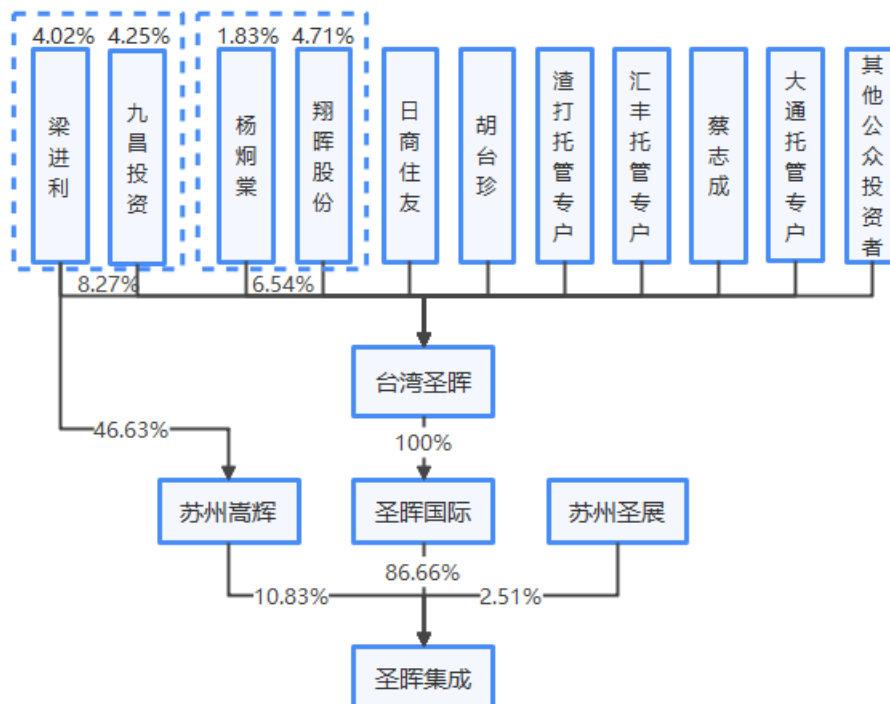 4.02%
4.25%
1.83%
4.71%
梁进利
九昌投资
杨炯棠
翔晖股份
日商住友
胡台珍
渣打托管专户
汇丰托管专户
蔡志成
大通托管专户
其他公众投资者
8.27%
6.54%
台湾圣晖
46.63%
100%
苏州嵩辉
圣晖国际
苏州圣展
86.66%
10.83%
2.51%
圣晖集成